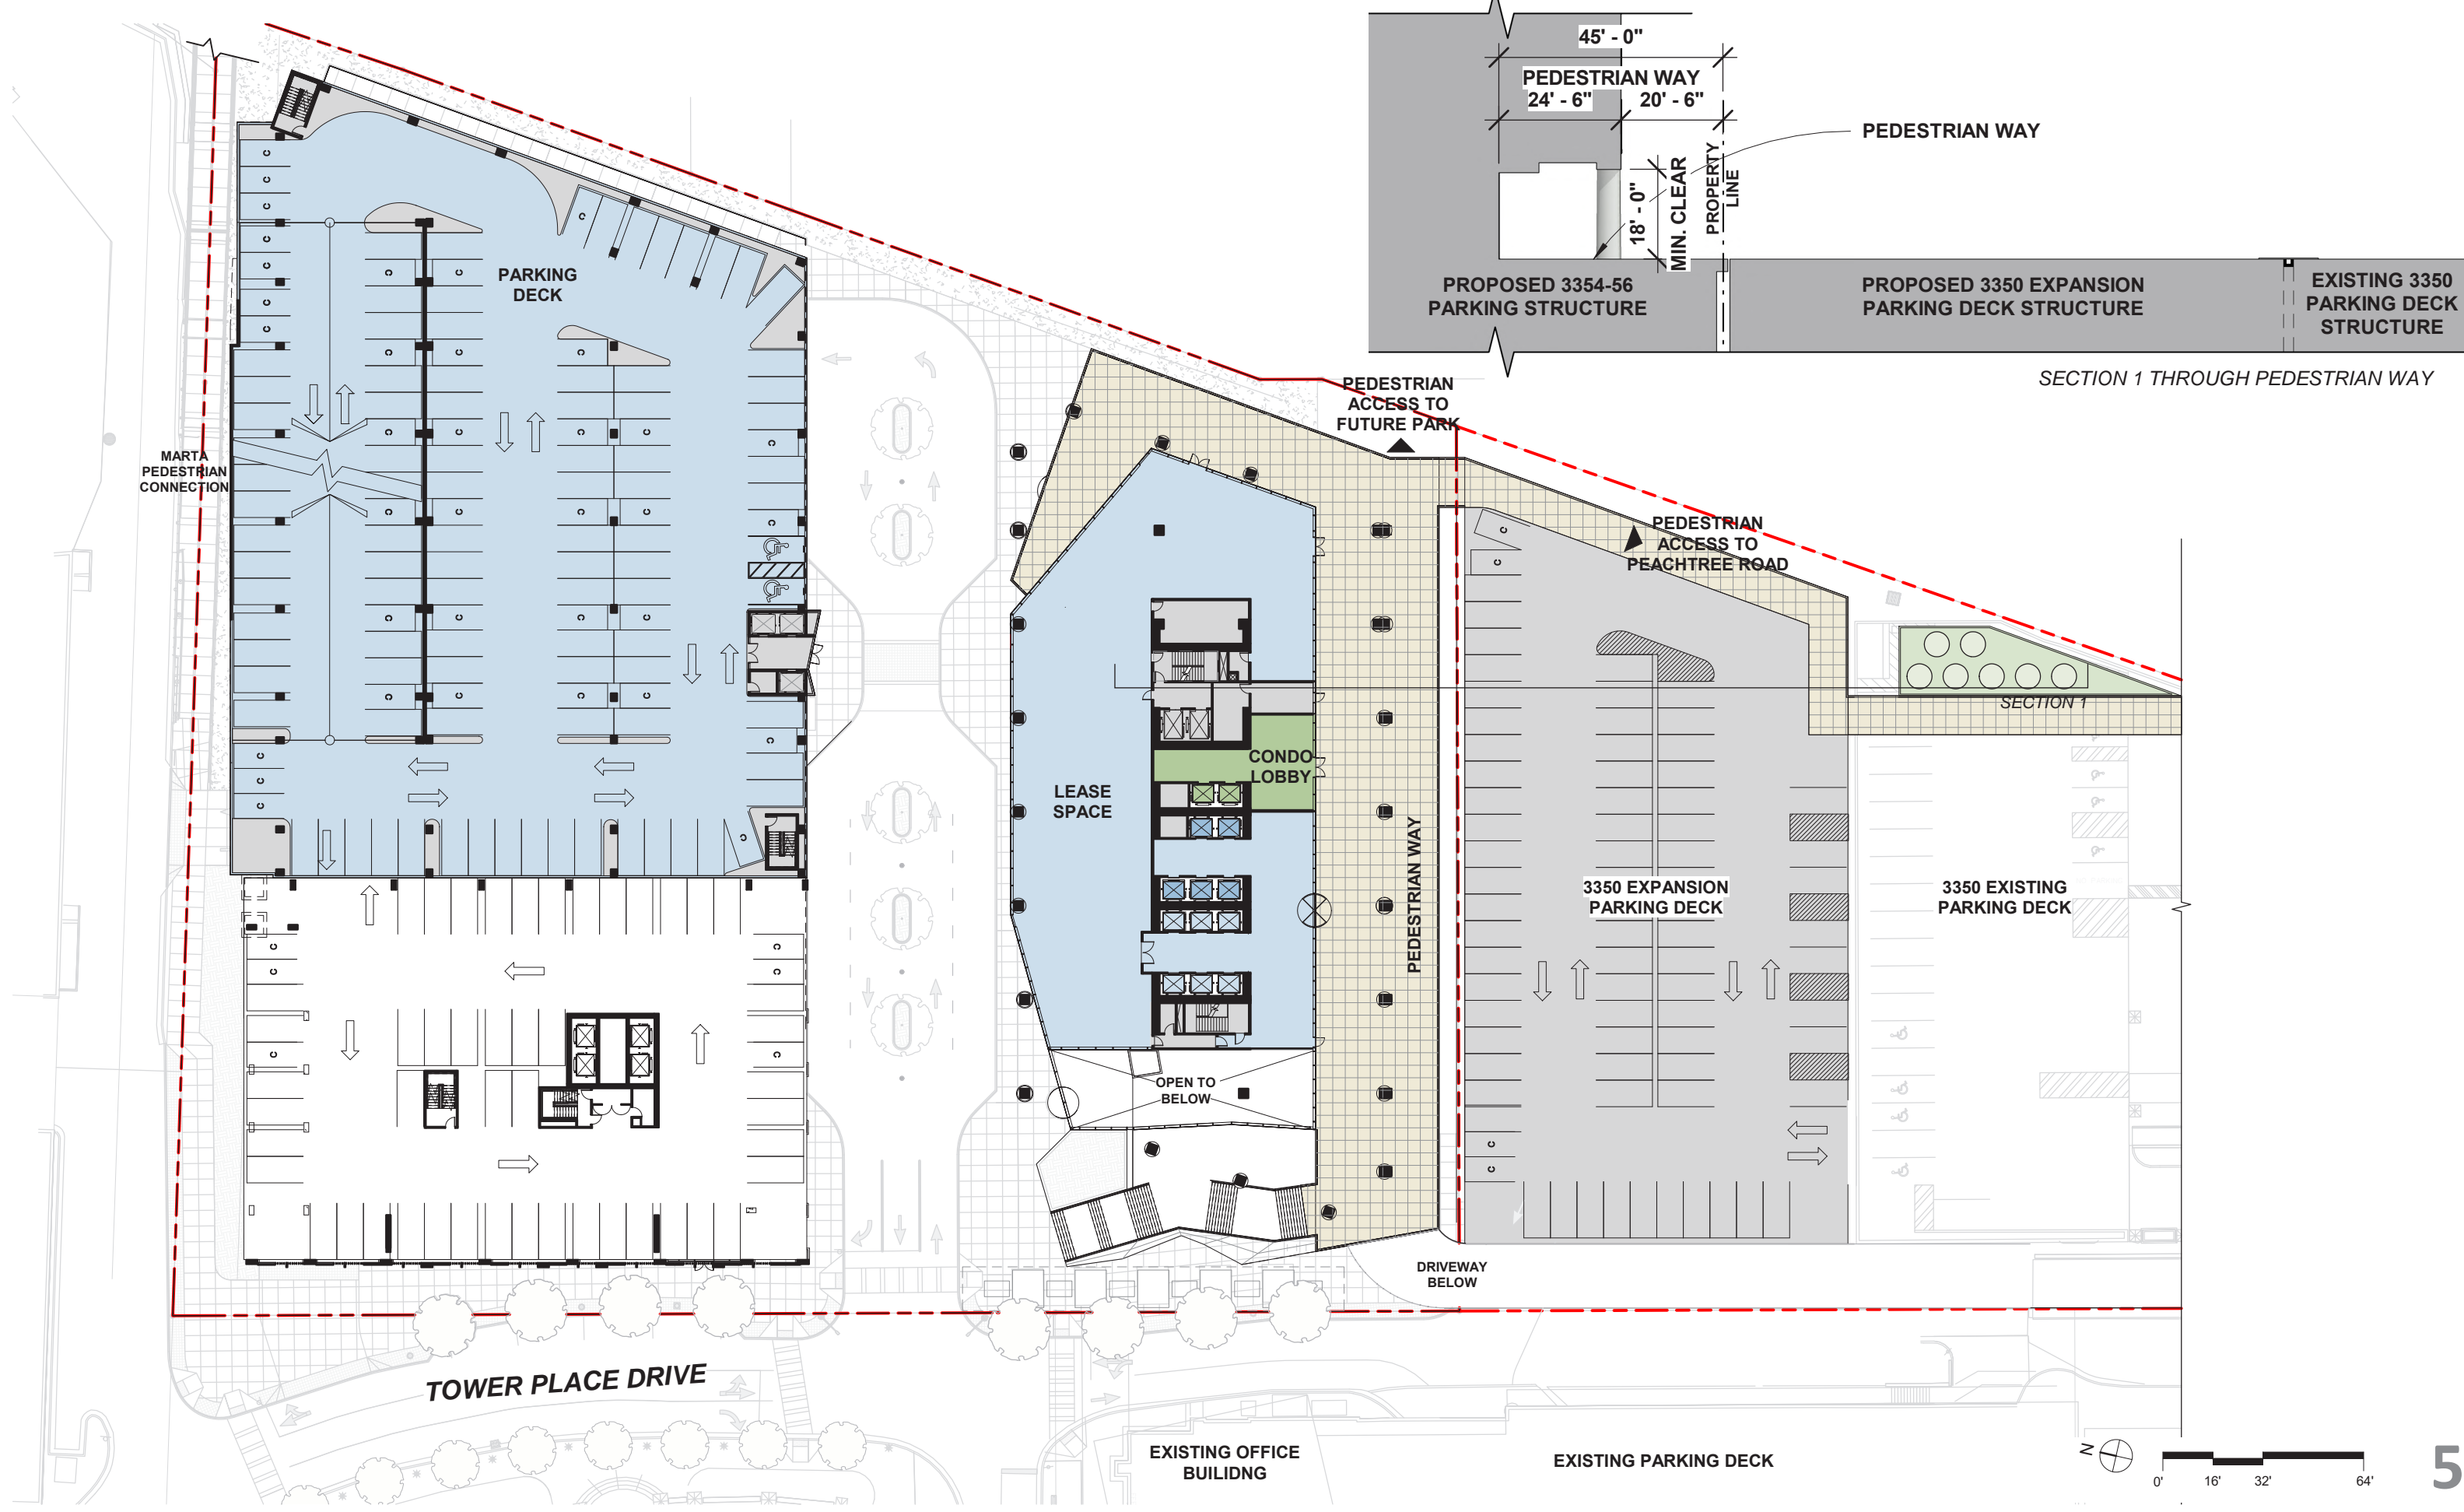 45' - 0"
PEDESTRIAN WAY
24' - 6"
20' - 6"
PEDESTRIAN WAY
18' - 0"
MIN. CLEAR
PROPERTY
LINE
PROPOSED 3354-56
PARKING STRUCTURE
PROPOSED 3350 EXPANSION
PARKING DECK STRUCTURE
EXISTING 3350
PARKING DECK
STRUCTURE
SECTION 1 THROUGH PEDESTRIAN WAY
PARKING
DECK
MARTA
PEDESTRIAN
CONNECTION
PEDESTRIAN
ACCESS TO
FUTURE PARK
PEDESTRIAN
ACCESS TO
PEACHTREE ROAD
SECTION 1
CONDO
LOBBY
LEASE
SPACE
PEDESTRIAN WAY
3350 EXPANSION
PARKING DECK
3350 EXISTING
PARKING DECK
OPEN TO
BELOW
DRIVEWAY
BELOW
TOWER PLACE DRIVE
EXISTING OFFICE
BUILIDNG
EXISTING PARKING DECK
N
0' 16' 32' 64'
5